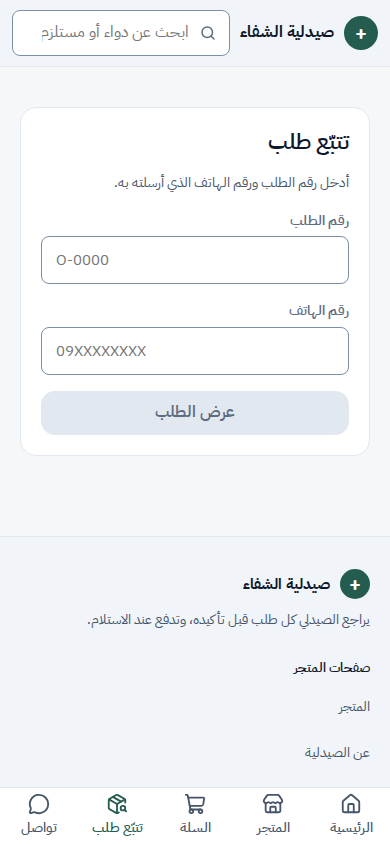 صيدلية الشفاء
ابحث عن دواء أو مستلزم
تتبّع طلب
أدخل رقم الطلب ورقم الهاتف الذي أرسلته به.
رقم الطلب
O-0000
رقم الهاتف
09XXXXXXXX
عرض الطلب
صيدلية الشفاء
يراجع الصيدلي كل طلب قبل تأكيده، وتدفع عند الاستلام.
صفحات المتجر
المتجر
عن الصيدلية
الرئيسية
المتجر
السلة
تتبّع طلب
تواصل